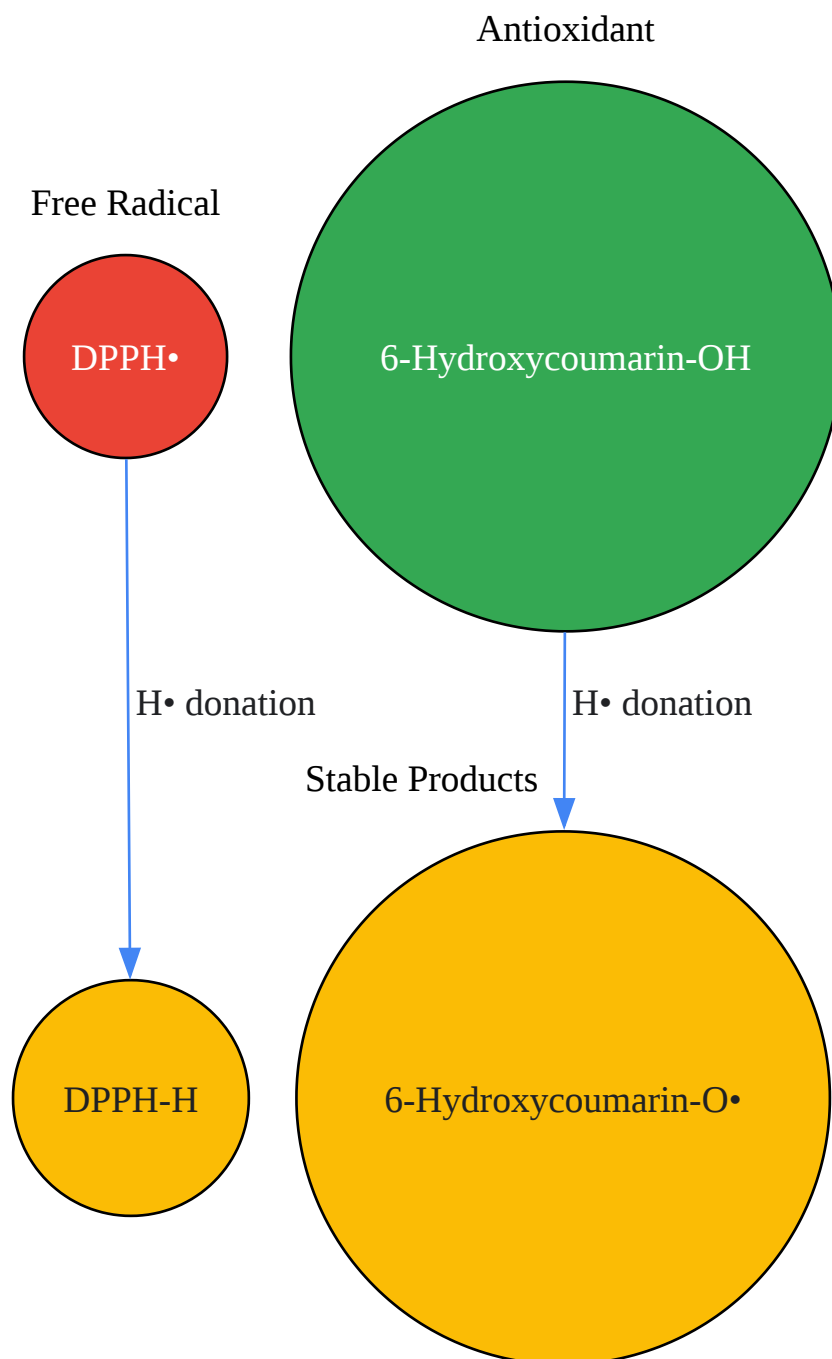 Antioxidant
Free Radical
DPPH•
6-Hydroxycoumarin-OH
H• donation
H• donation
Stable Products
DPPH-H
6-Hydroxycoumarin-O•